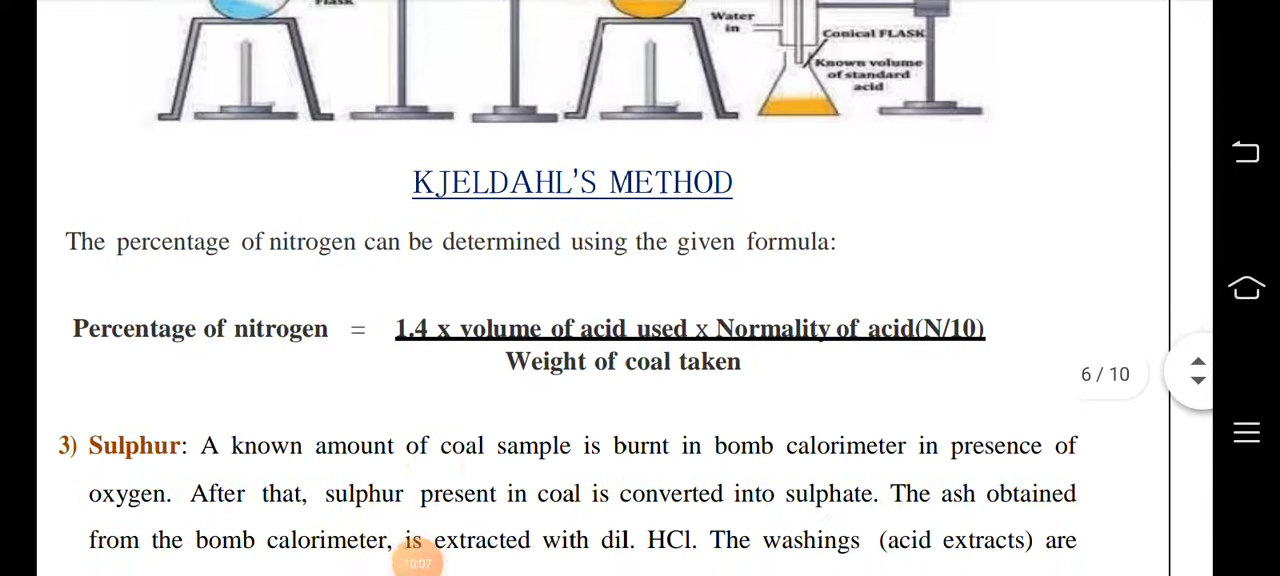 Flask
Water
in
Conical FLASK
Known volume
of standard
acid
KJELDAHL'S METHOD
The percentage of nitrogen can be determined using the given formula:
Percentage of nitrogen = 1.4 x volume of acid used x Normality of acid(N/10)
Weight of coal taken
6 / 10
3) Sulphur: A known amount of coal sample is burnt in bomb calorimeter in presence of
oxygen. After that, sulphur present in coal is converted into sulphate. The ash obtained
from the bomb calorimeter, is extracted with dil. HCl. The washings (acid extracts) are
10:07